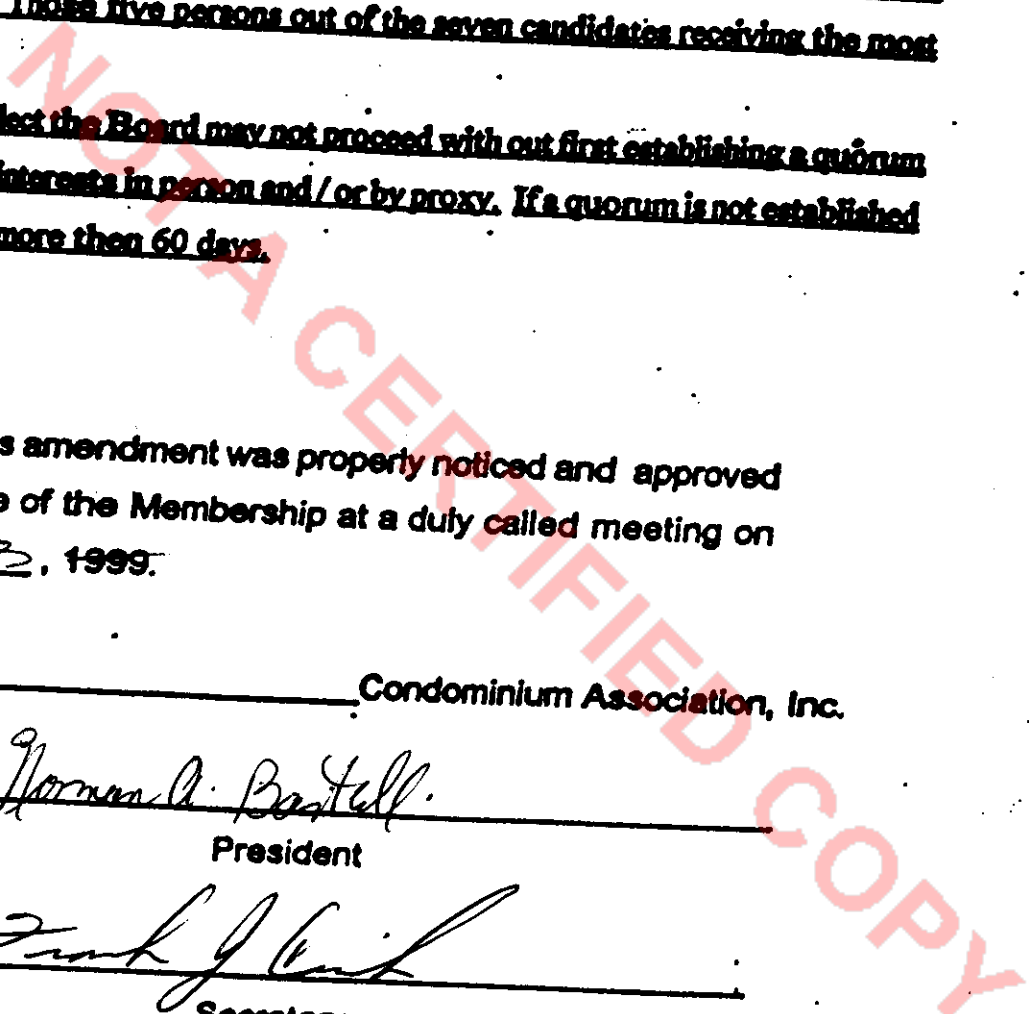 Those five persons out of the seven candidates receiving the most
lect the Board may not proceed with out first establishing a quorum
interests in person and / or by proxy. If a quorum is not established
more then 60 days.
s amendment was properly noticed and approved
e of the Membership at a duly called meeting on
, 1999.
Condominium Association, Inc.
Norman A.
President
Frank J
NOT A CERTIFIED COPY